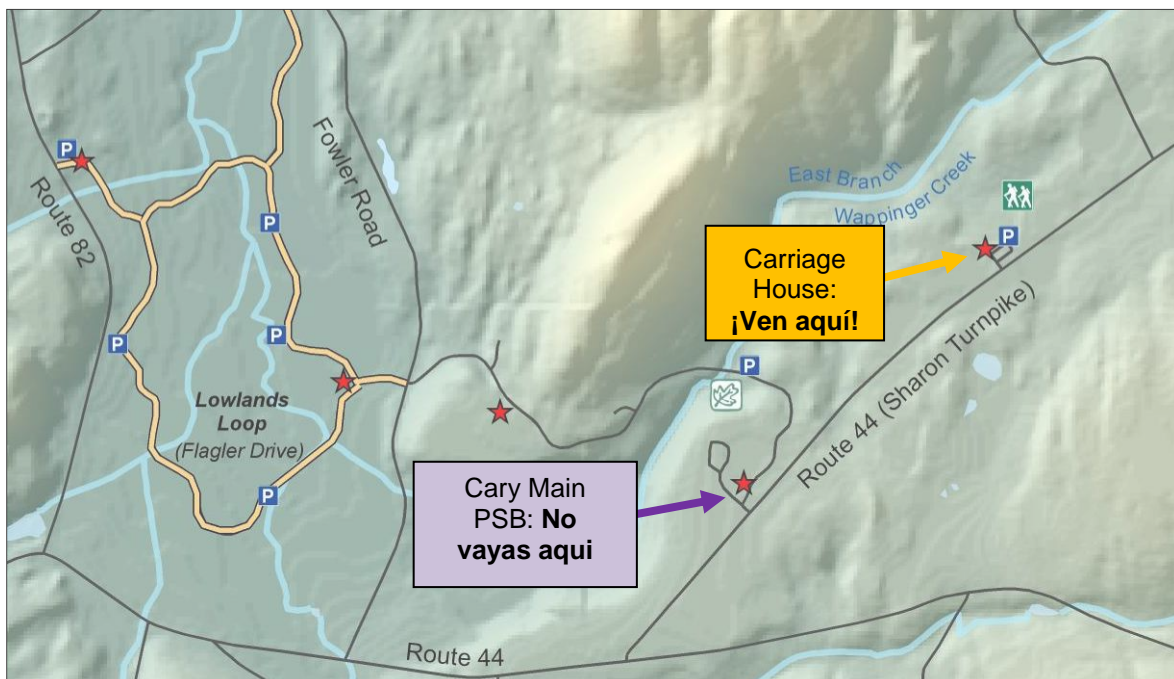 P
Route 82
P
Fowler Road
P
P
P
Lowlands
Loop
(Flagler Drive)
P
East Branch
Wappinger Creek
Carriage
House:
¡Ven aquí!
P
P
Route 44 (Sharon Turnpike)
Cary Main
PSB: No
vayas aqui
Route 44